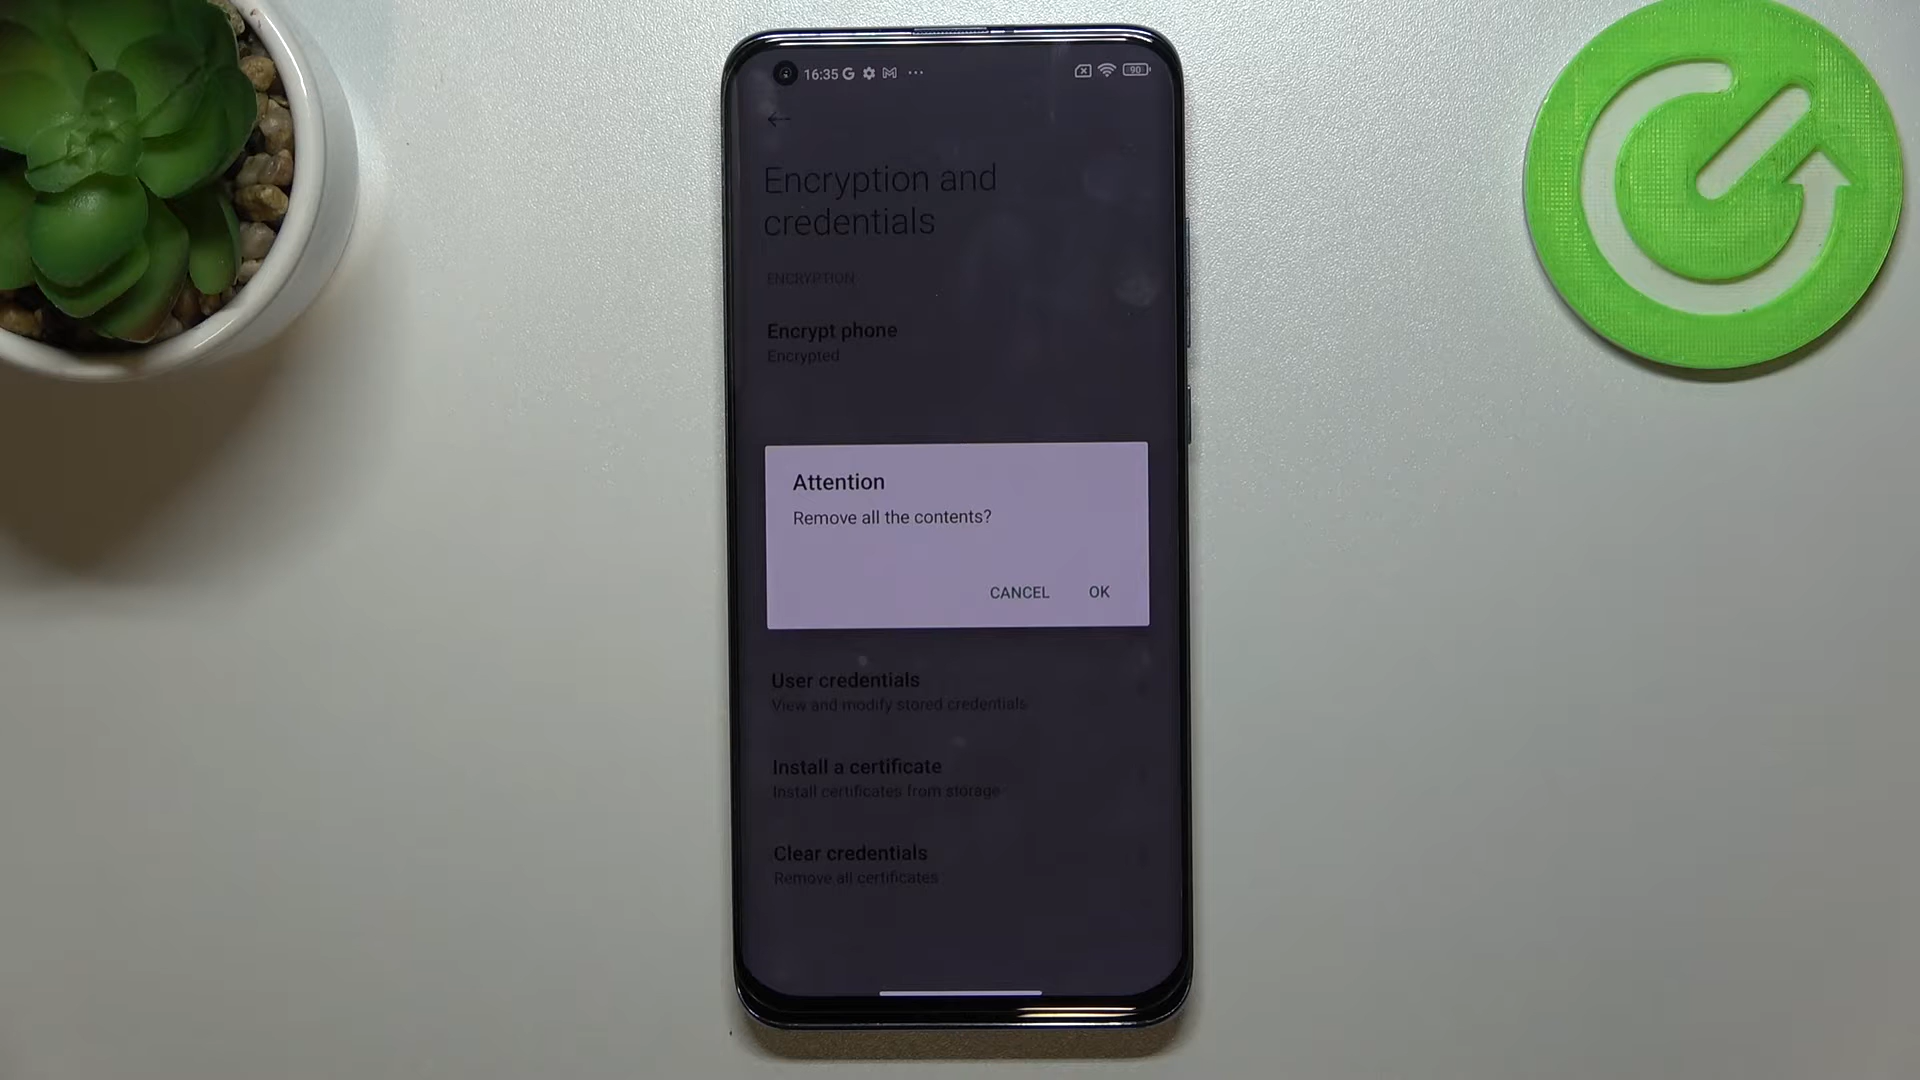 16:35
90
Encryption and
credentials
ENCRYPTION
Encrypt phone
Encrypted
Attention
Remove all the contents?
CANCEL OK
User credentials
View and modify stored credentials
Install a certificate
Install certificates from storage
Clear credentials
Remove all certificates